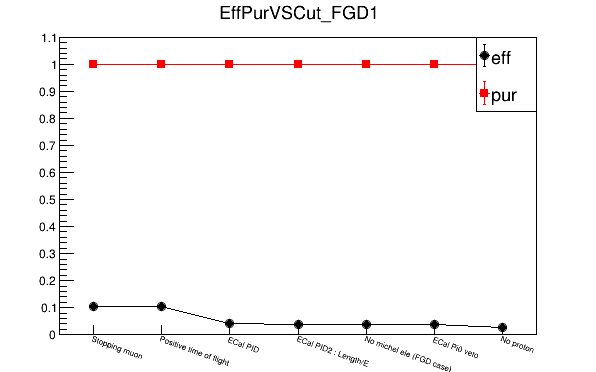 EffPurVSCut_FGD1
1.1
1
0.9
0.8
0.7
0.6
0.5
0.4
0.3
0.2
0.1
0
eff
pur
Stopping muon
Positive time of flight
ECal PID
ECal PID2 : Length/E
No michel ele (FGD case)
ECal Pi0 veto
No proton